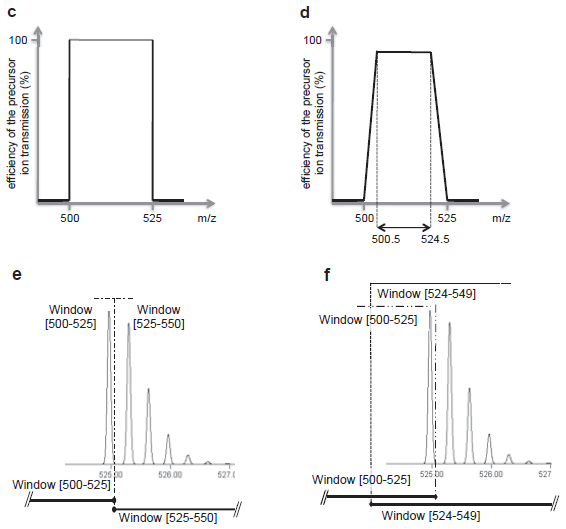 c
100
efficiency of the precursor
ion transmission (%)
500
525
m/z
d
100
efficiency of the precursor
ion transmission (%)
500
525
m/z
500.5
524.5
e
Window
[500-525]
Window
[525-550]
525.00
526.00
527.0
Window [500-525]
Window [525-550]
f
Window [524-549]
Window [500-525]
525.00
526.00
527
Window [500-525]
Window [524-549]